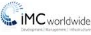 iMC worldwide
Development | Management | Infrastructure